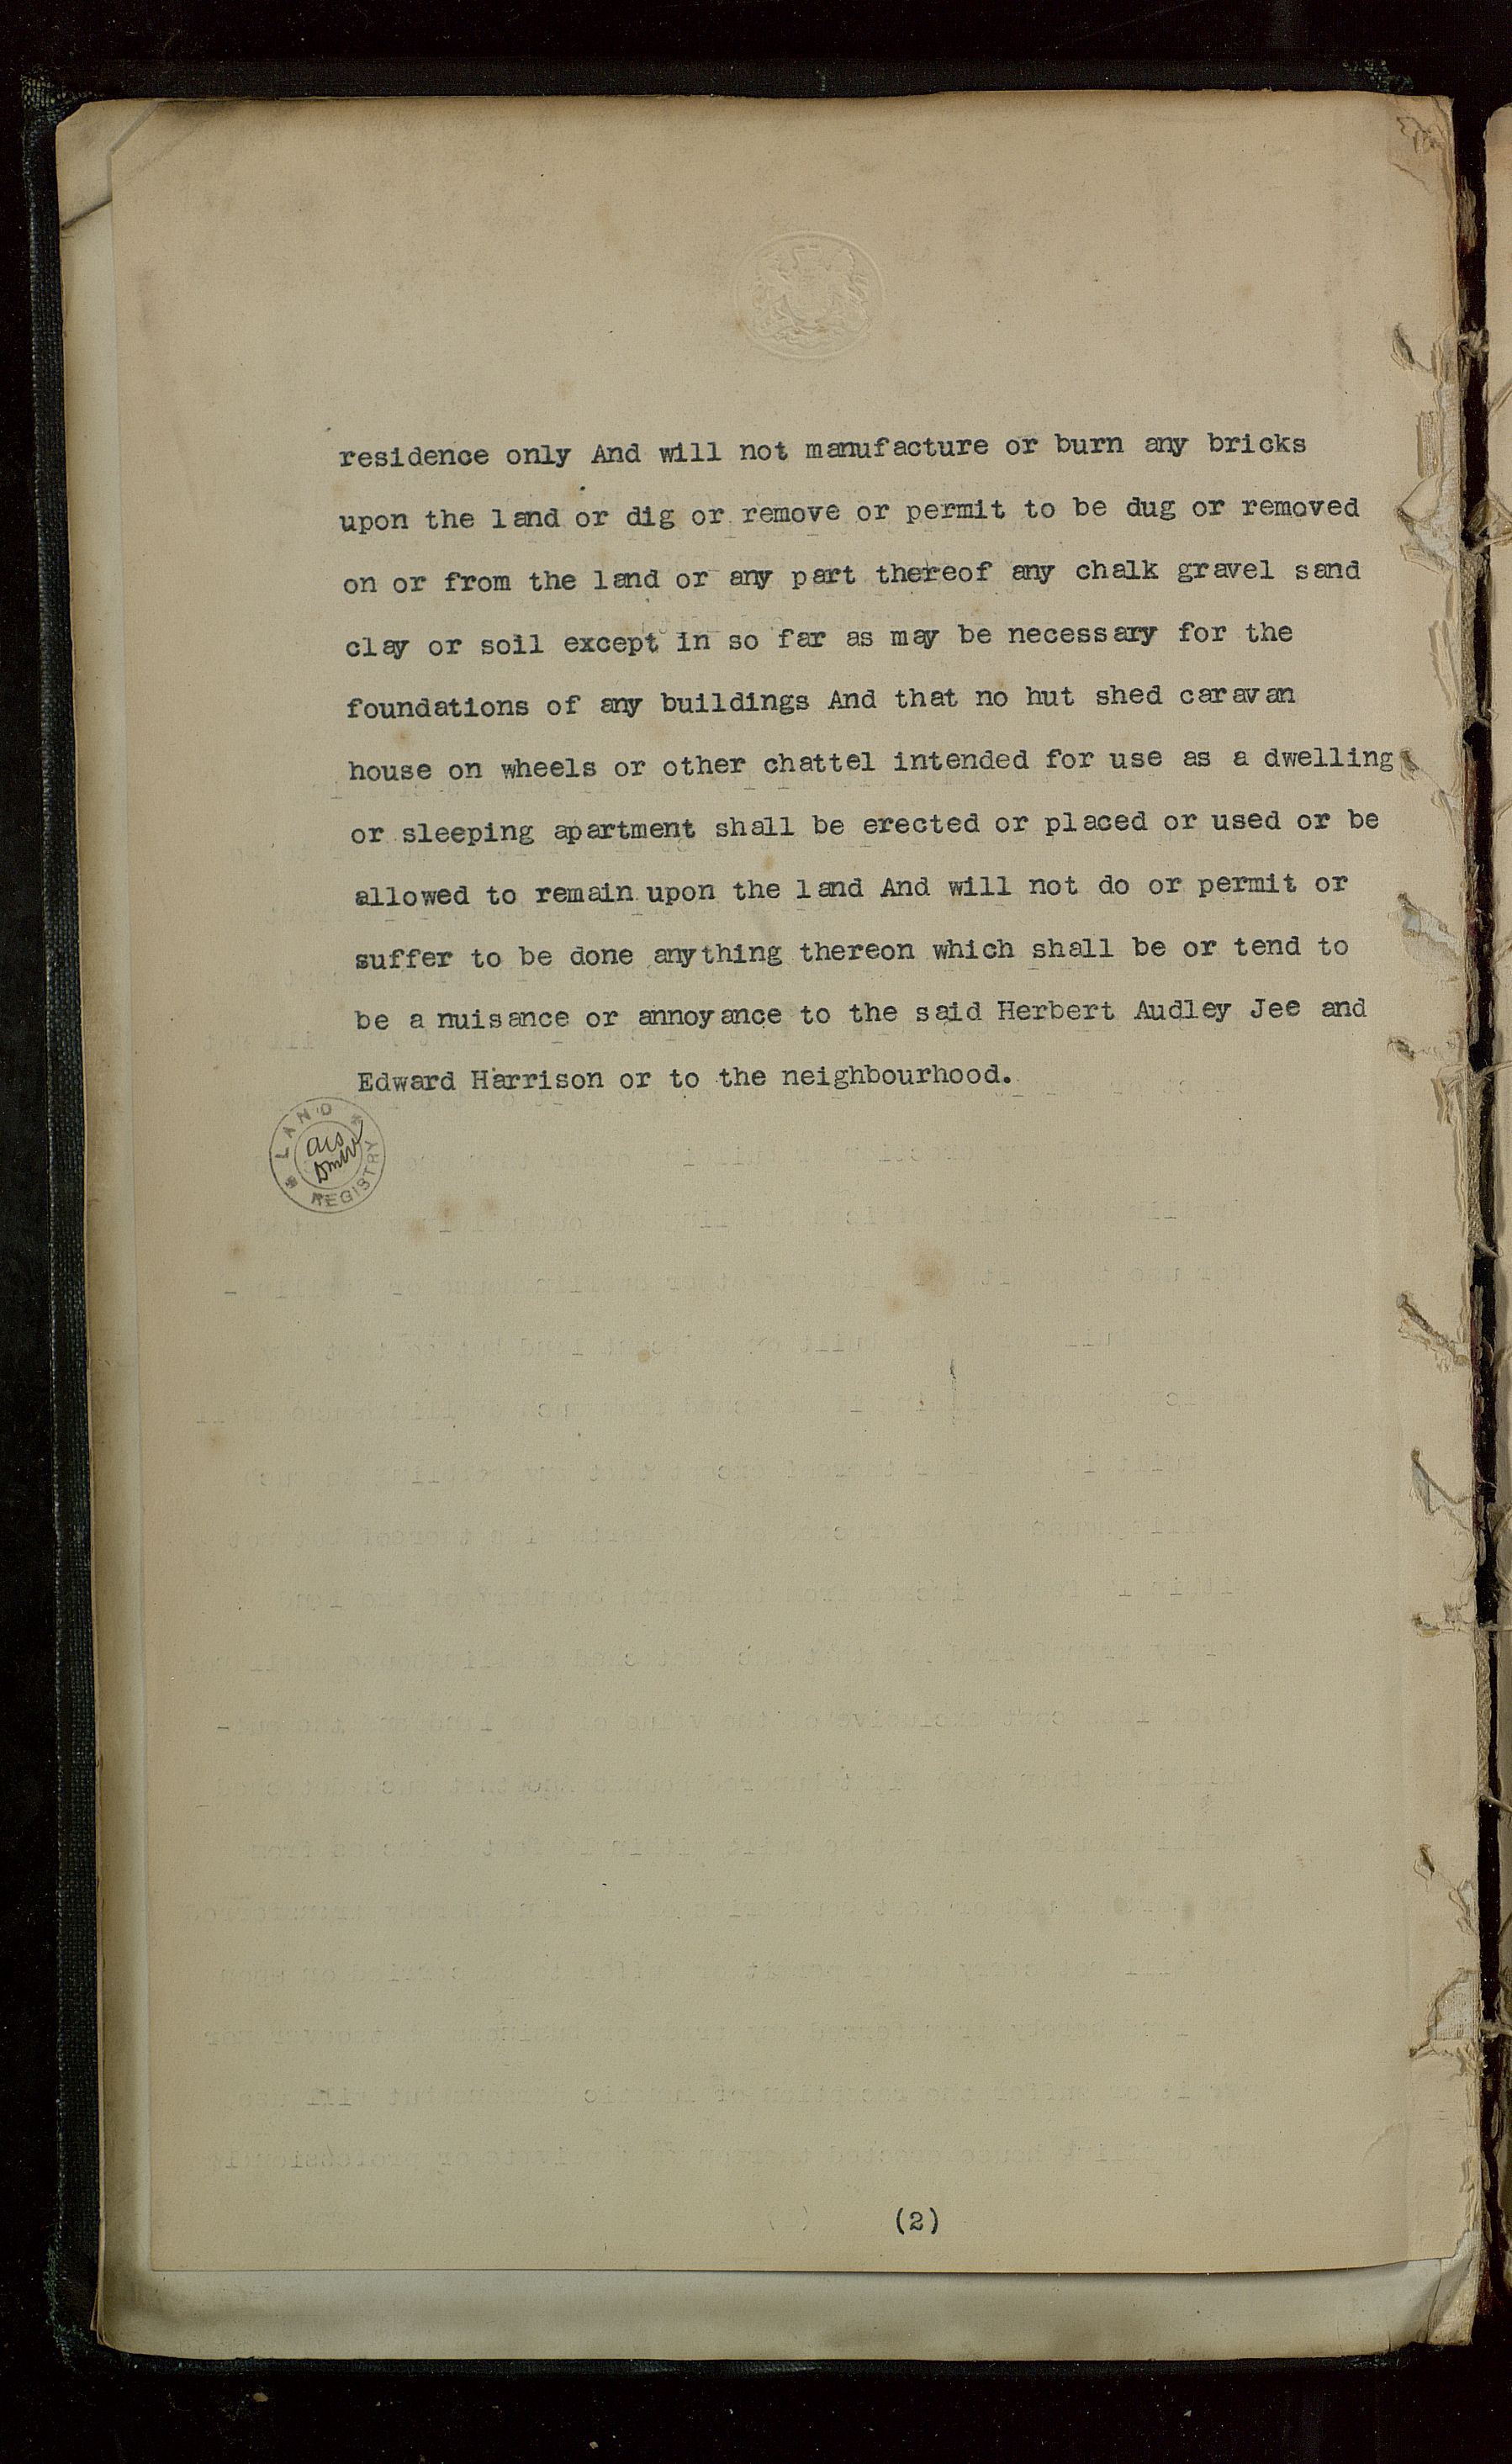 residence only And will not manufacture or burn any bricks
upon the land or dig or remove or permit to be dug or removed
on or from the land or any part thereof any chalk gravel sand
clay or soil except in so far as may be necessary for the
foundations of any buildings And that no hut shed caravan
house on wheels or other chattel intended for use as a dwelling
or sleeping apartment shall be erected or placed or used or be
allowed to remain upon the land And will not do or permit or
suffer to be done anything thereon which shall be or tend to
be a nuisance or annoyance to the said Herbert Audley Jee and
Edward Harrison or to the neighbourhood.
LAND
REGISTRY
(2)